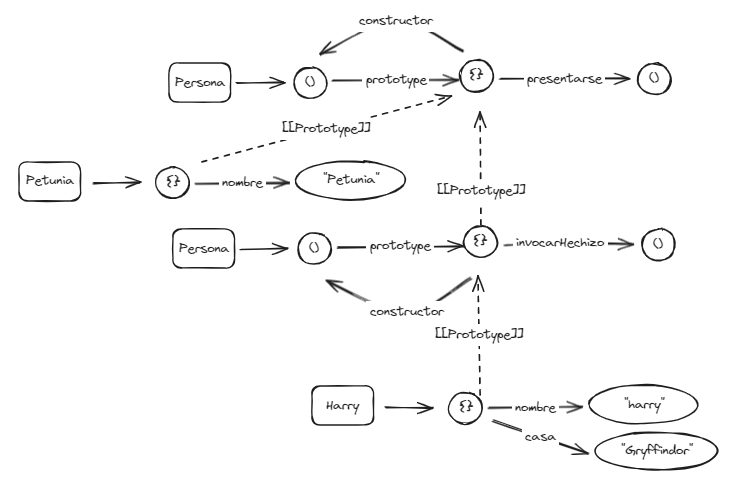 constructor
Persona
()
prototype
{}
presentarse
()
[[Prototype]]
Petunia
{}
nombre
"Petunia"
[[Prototype]]
Persona
()
prototype
{}
invocarHechizo
()
constructor
[[Prototype]]
Harry
{}
nombre
"harry"
casa
"Gryffindor"